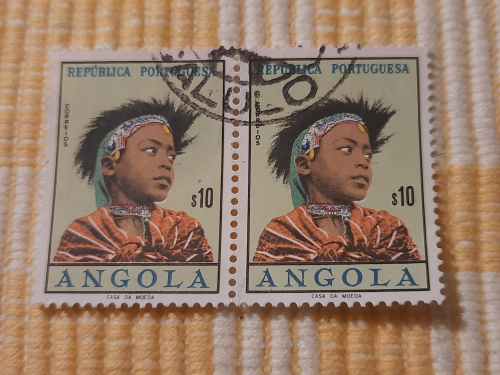 REPÚBLICA PORTUGUESA
CORREIOS
$10
ANGOLA
CASA DA MOEDA
REPÚBLICA PORTUGUESA
CORREIOS
$10
ANGOLA
CASA DA MOEDA